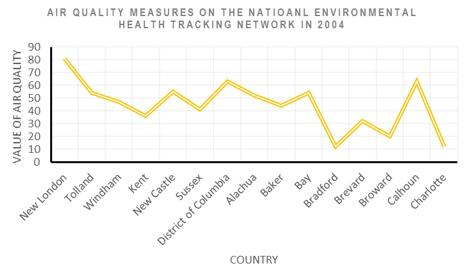 AIR QUALITY MEASURES ON THE NATIOANL ENVIRONMENTAL
HEALTH TRACKING NETWORK IN 2004
VALUE OF AIR QUALITY
90
80
70
60
50
40
30
20
10
0
New London
Tolland
Windham
Kent
New Castle
Sussex
District of Columbia
Alachua
Baker
Bay
Bradford
Brevard
Broward
Calhoun
Charlotte
COUNTRY